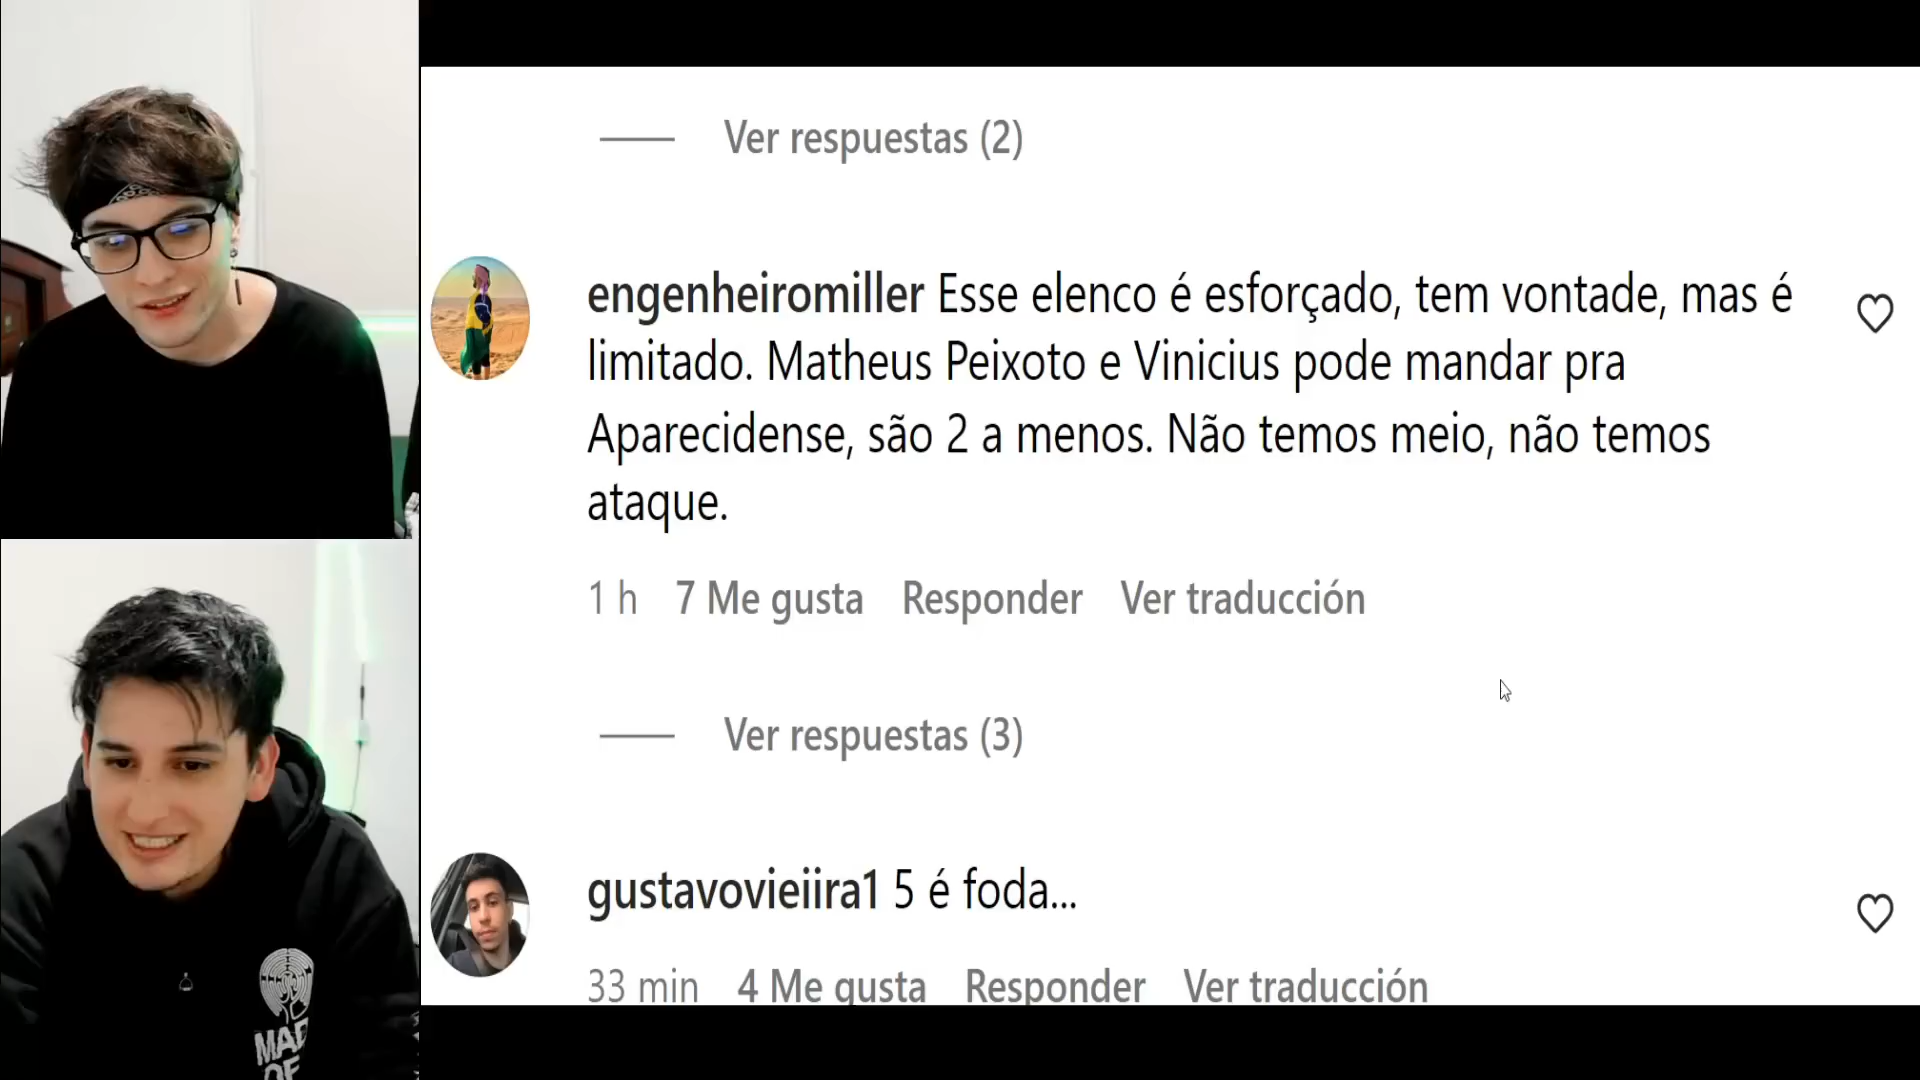 Ver respuestas (2)
engenheiromiller Esse elenco é esforçado, tem vontade, mas é
limitado. Matheus Peixoto e Vinicius pode mandar pra
Aparecidense, são 2 a menos. Não temos meio, não temos
ataque.
1 h 7 Me gusta Responder Ver traducción
Ver respuestas (3)
gustavovieiira1 5 é foda...
33 min 4 Me gusta Responder Ver traducción
MAD
OF